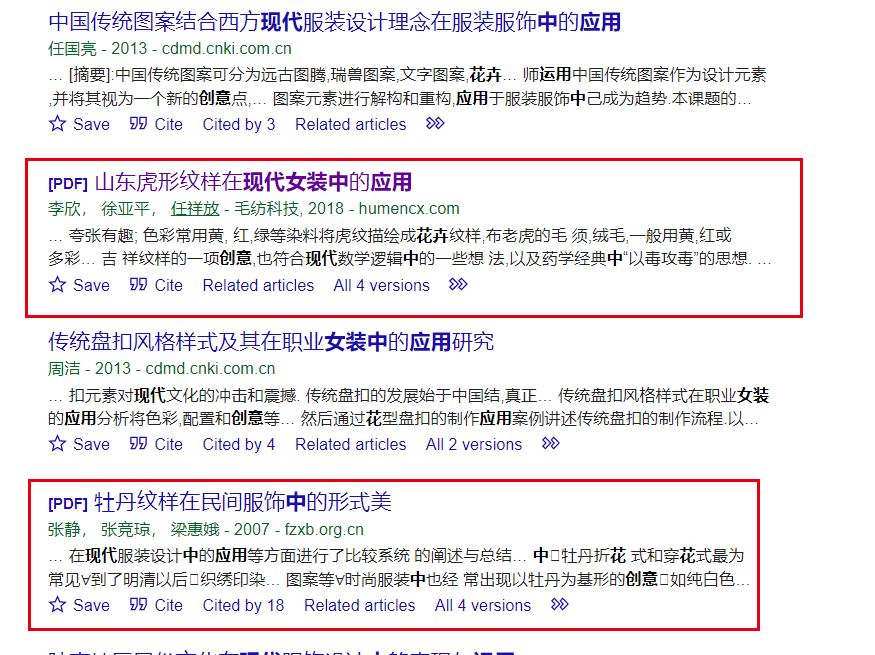 中国传统图案结合西方现代服装设计理念在服装服饰中的应用
任国亮 - 2013 - cdmd.cnki.com.cn
... [摘要]:中国传统图案可分为远古图腾,瑞兽图案,文字图案,花卉... 师运用中国传统图案作为设计元素
,并将其视为一个新的创意点,... 图案元素进行解构和重构,应用于服装服饰中己成为趋势.本课题的…
Save Cite Cited by 3 Related articles
[PDF] 山东虎形纹样在现代女装中的应用
李欣， 徐亚平， 任祥放 - 毛纺科技, 2018 - humencx.com
... 夸张有趣; 色彩常用黄, 红,绿等染料将虎纹描绘成花卉纹样,布老虎的毛 须,绒毛,一般用黄,红或
多彩... 吉 祥纹样的一项创意,也符合现代数学逻辑中的一些想 法,以及药学经典中“以毒攻毒”的思想. …
Save Cite Related articles All 4 versions
传统盘扣风格样式及其在职业女装中的应用研究
周洁 - 2013 - cdmd.cnki.com.cn
... 扣元素对现代文化的冲击和震撼. 传统盘扣的发展始于中国结,真正... 传统盘扣风格样式在职业女装
的应用分析将色彩,配置和创意等... 然后通过花型盘扣的制作应用案例讲述传统盘扣的制作流程.以…
Save Cite Cited by 4 Related articles All 2 versions
[PDF] 牡丹纹样在民间服饰中的形式美
张静， 张竞琼， 梁惠娥 - 2007 - fzxb.org.cn
... 在现代服装设计中的应用等方面进行了比较系统 的阐述与总结... 中􀀁牡丹折花 式和穿花式最为
常见∀到了明清以后􀀁织绣印染... 图案等∀时尚服装中也经 常出现以牡丹为基形的创意􀀁如纯白色…
Save Cite Cited by 18 Related articles All 4 versions